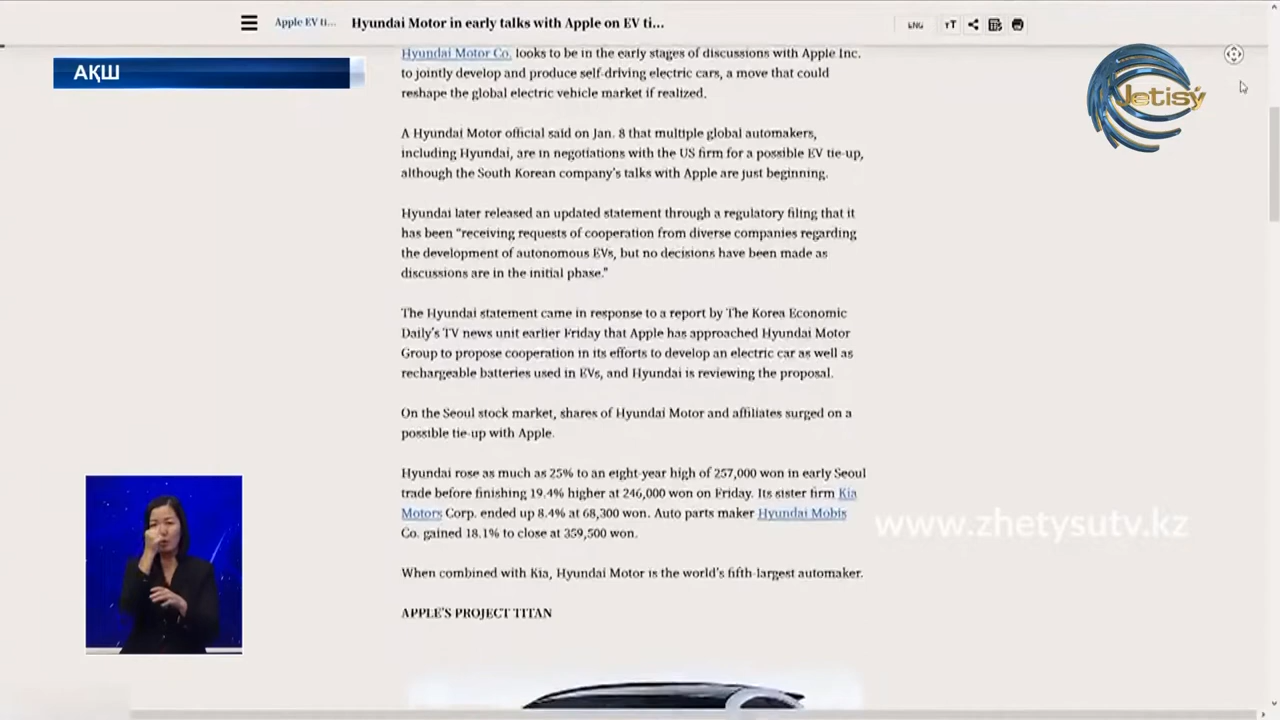 Apple EV ti...
Hyundai Motor in early talks with Apple on EV ti...
ENG
тT
АҚШ
Jetisý
Hyundai Motor Co. looks to be in the early stages of discussions with Apple Inc.
to jointly develop and produce self-driving electric cars, a move that could
reshape the global electric vehicle market if realized.
A Hyundai Motor official said on Jan. 8 that multiple global automakers,
including Hyundai, are in negotiations with the US firm for a possible EV tie-up,
although the South Korean company's talks with Apple are just beginning.
Hyundai later released an updated statement through a regulatory filing that it
has been "receiving requests of cooperation from diverse companies regarding
the development of autonomous EVs, but no decisions have been made as
discussions are in the initial phase."
The Hyundai statement came in response to a report by The Korea Economic
Daily's TV news unit earlier Friday that Apple has approached Hyundai Motor
Group to propose cooperation in its efforts to develop an electric car as well as
rechargeable batteries used in EVs, and Hyundai is reviewing the proposal.
On the Seoul stock market, shares of Hyundai Motor and affiliates surged on a
possible tie-up with Apple.
Hyundai rose as much as 25% to an eight-year high of 257,000 won in early Seoul
trade before finishing 19.4% higher at 246,000 won on Friday. Its sister firm Kia
Motors Corp. ended up 8.4% at 68,300 won. Auto parts maker Hyundai Mobis
Co. gained 18.1% to close at 359,500 won.
www.zhetysutv.kz
When combined with Kia, Hyundai Motor is the world's fifth-largest automaker.
APPLE'S PROJECT TITAN